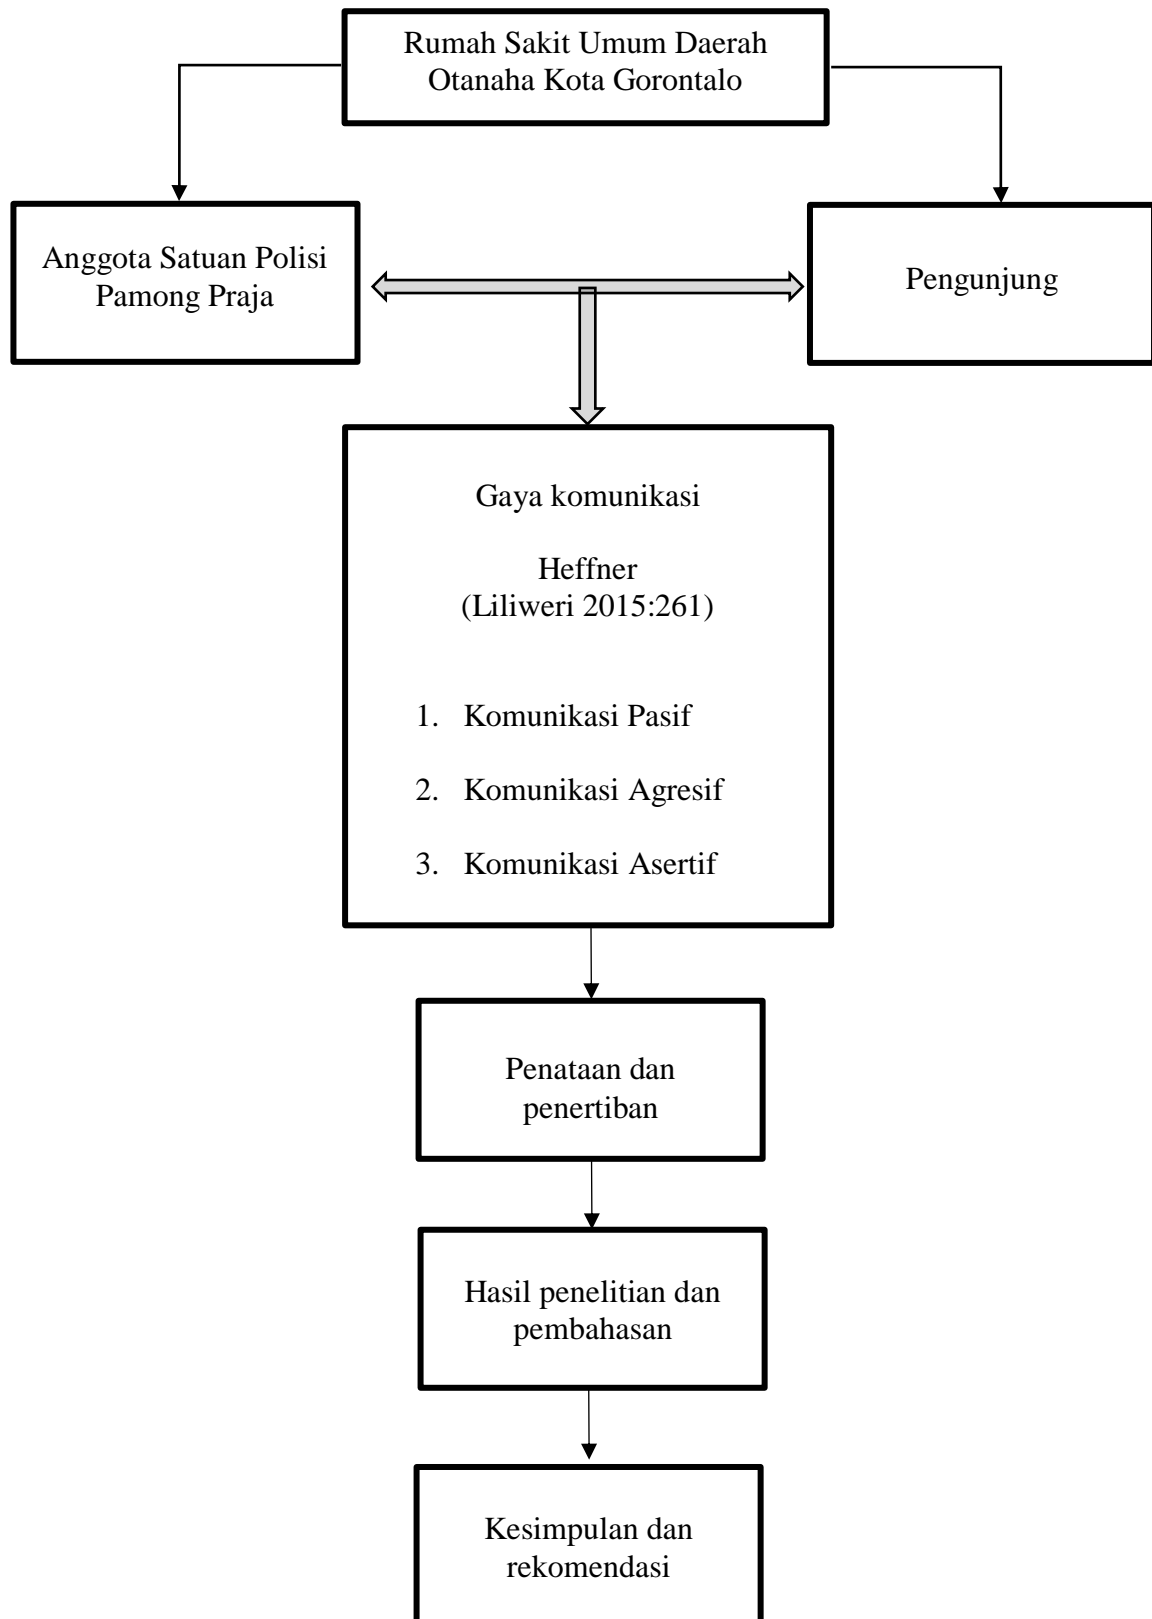 Rumah Sakit Umum Daerah
Otanaha Kota Gorontalo
Anggota Satuan Polisi
Pamong Praja
Pengunjung
Gaya komunikasi
Heffner
(Liliweri 2015:261)
1. Komunikasi Pasif
2. Komunikasi Agresif
3. Komunikasi Asertif
Penataan dan
penertiban
Hasil penelitian dan
pembahasan
Kesimpulan dan
rekomendasi